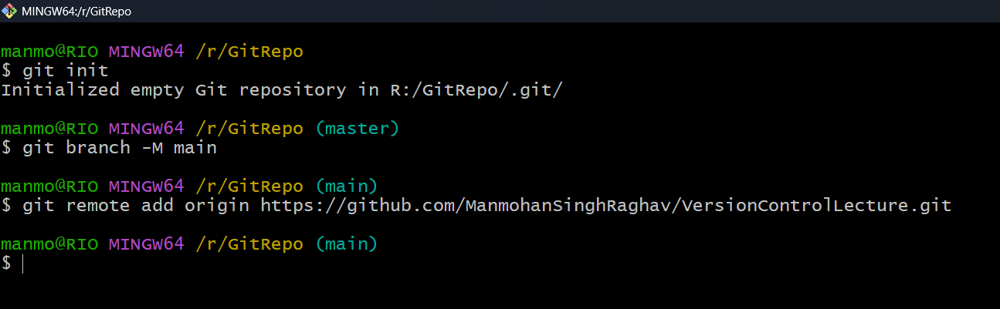 MINGW64:/r/GitRepo
manmo@RIO MINGW64 /r/GitRepo
$ git init
Initialized empty Git repository in R:/GitRepo/.git/
manmo@RIO MINGW64 /r/GitRepo (master)
$ git branch -M main
manmo@RIO MINGW64 /r/GitRepo (main)
$ git remote add origin https://github.com/ManmohanSinghRaghav/VersionControlLecture.git
manmo@RIO MINGW64 /r/GitRepo (main)
$